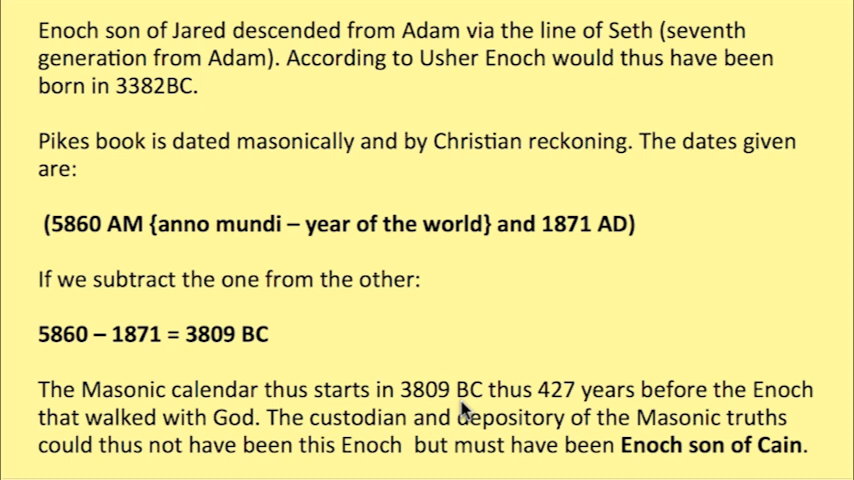 Enoch son of Jared descended from Adam via the line of Seth (seventh
generation from Adam). According to Usher Enoch would thus have been
born in 3382BC.
Pikes book is dated masonically and by Christian reckoning. The dates given
are:
(5860 AM {anno mundi – year of the world} and 1871 AD)
If we subtract the one from the other:
5860 – 1871 = 3809 BC
The Masonic calendar thus starts in 3809 BC thus 427 years before the Enoch
that walked with God. The custodian and depository of the Masonic truths
could thus not have been this Enoch but must have been Enoch son of Cain.